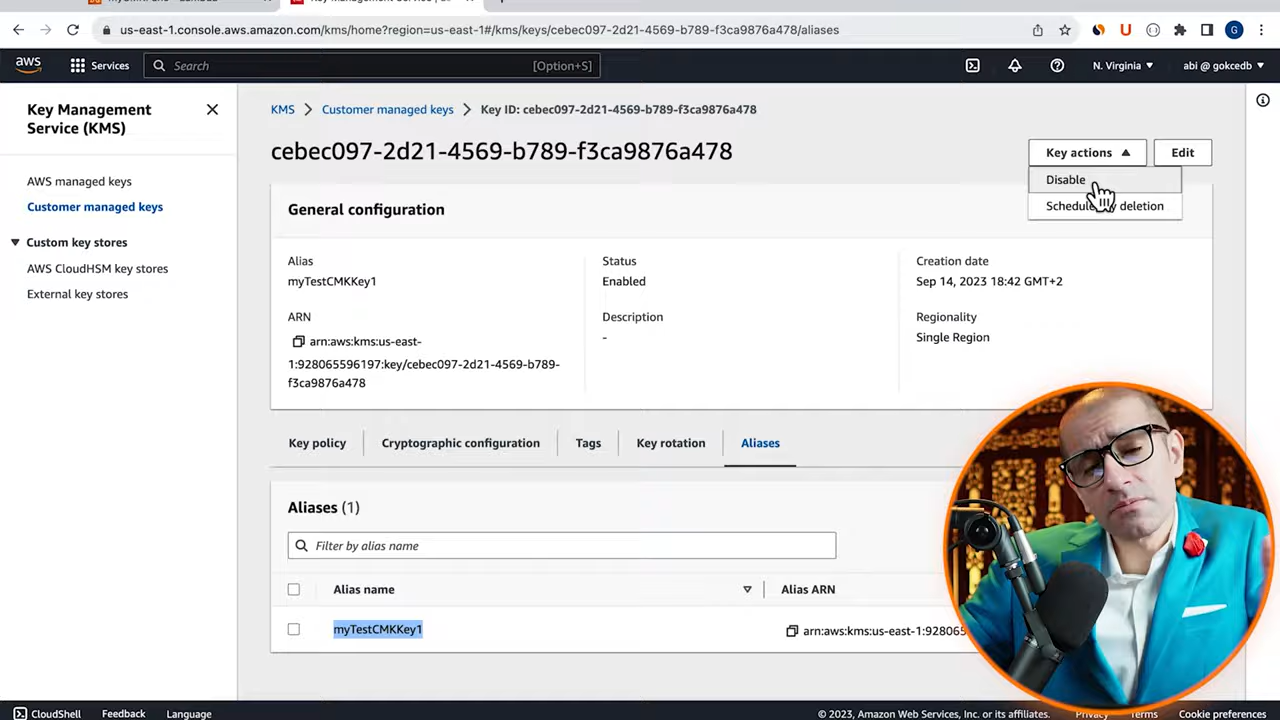 us-east-1.console.aws.amazon.com/kms/home?region=us-east-1#/kms/keys/cebec097-2d21-4569-b789-f3ca9876a478/aliases
G
aws
Services
Search
[Option+S]
N. Virginia
abi @ gokcedb
Key Management
Service (KMS)
AWS managed keys
Customer managed keys
Custom key stores
AWS CloudHSM key stores
External key stores
KMS
Customer managed keys
Key ID: cebec097-2d21-4569-b789-f3ca9876a478
cebec097-2d21-4569-b789-f3ca9876a478
Key actions
Edit
Disable
deletion
General configuration
Alias
myTestCMKKey1
ARN
arn:aws:kms:us-east-
1:928065596197:key/cebec097-2d21-4569-b789-
f3ca9876a478
Status
Enabled
Description
-
Creation date
Sep 14, 2023 18:42 GMT+2
Regionality
Single Region
Key policy
Cryptographic configuration
Tags
Key rotation
Aliases
Aliases (1)
Filter by alias name
Alias name
Alias ARN
myTestCMKKey1
arn:aws:kms:us-east-1:928065
CloudShell
Feedback
Language
© 2023, Amazon Web Services, Inc. or its affiliates.
Privacy
Terms
Cookie preferences